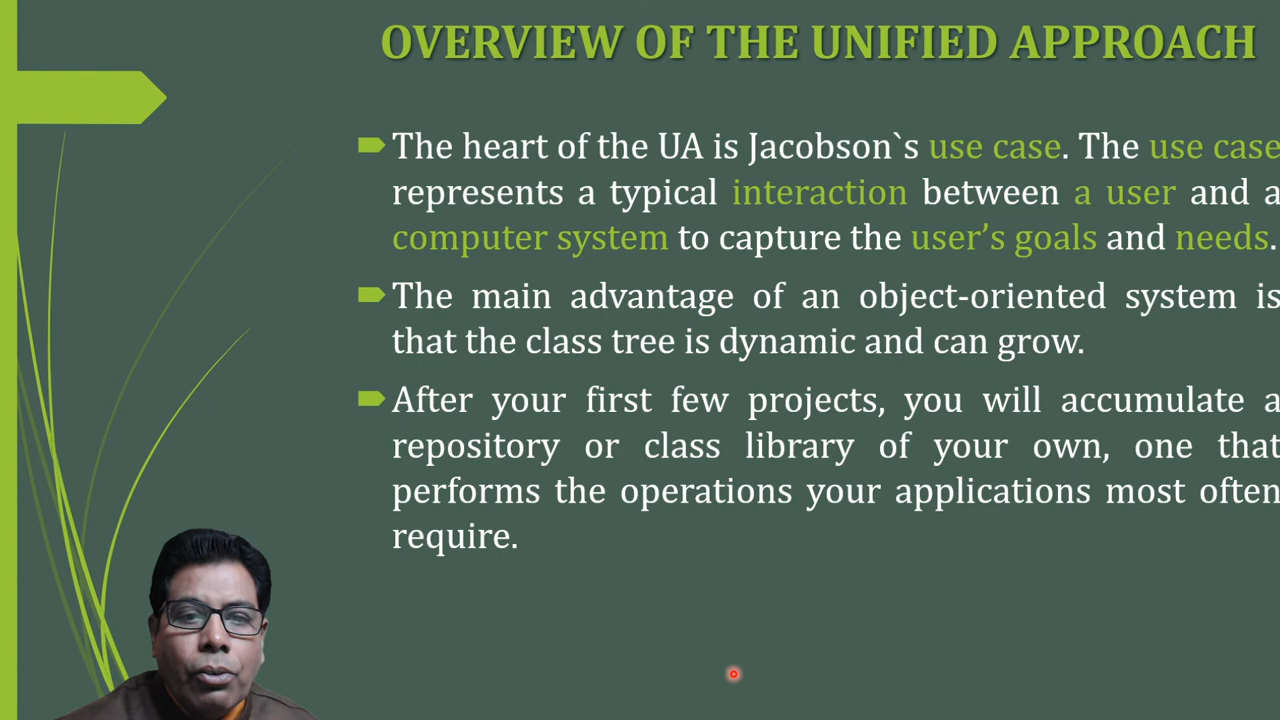 OVERVIEW OF THE UNIFIED APPROACH
The heart of the UA is Jacobson`s use case. The use case
represents a typical interaction between a user and a
computer system to capture the user’s goals and needs.
The main advantage of an object-oriented system is
that the class tree is dynamic and can grow.
After your first few projects, you will accumulate a
repository or class library of your own, one that
performs the operations your applications most often
require.